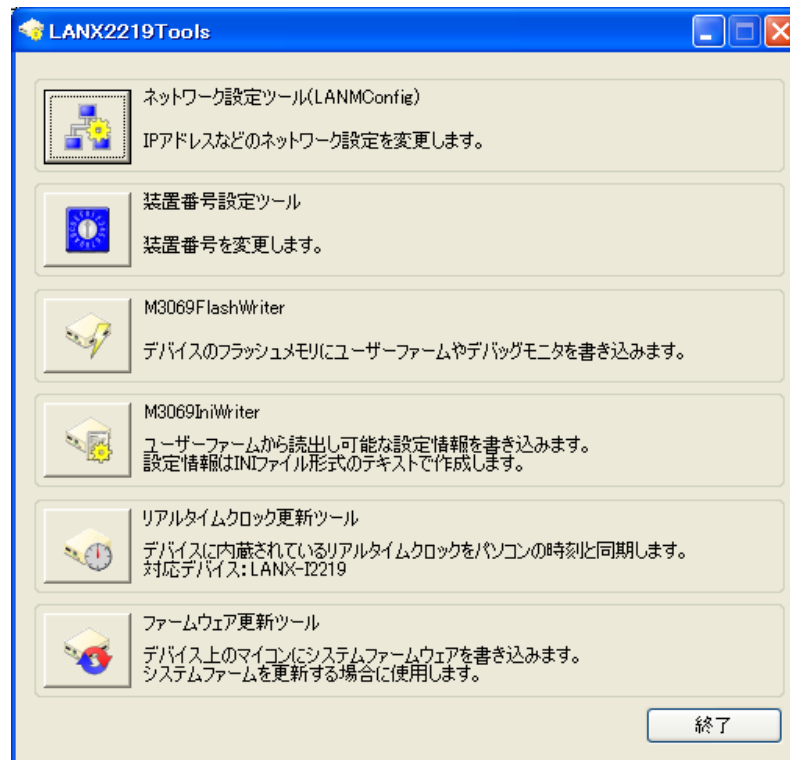 LANX2219Tools
ネットワーク設定ツール(LANMConfig)
IPアドレスなどのネットワーク設定を変更します。
装置番号設定ツール
装置番号を変更します。
M3069FlashWriter
デバイスのフラッシュメモリにユーザーファームやデバッグモニタを書き込みます。
M3069IniWriter
ユーザーファームから読出し可能な設定情報を書き込みます。
設定情報はINIファイル形式のテキストで作成します。
リアルタイムクロック更新ツール
デバイスに内蔵されているリアルタイムクロックをパソコンの時刻と同期します。
対応デバイス:LANX-I2219
ファームウェア更新ツール
デバイス上のマイコンにシステムファームウェアを書き込みます。
システムファームを更新する場合に使用します。
終了